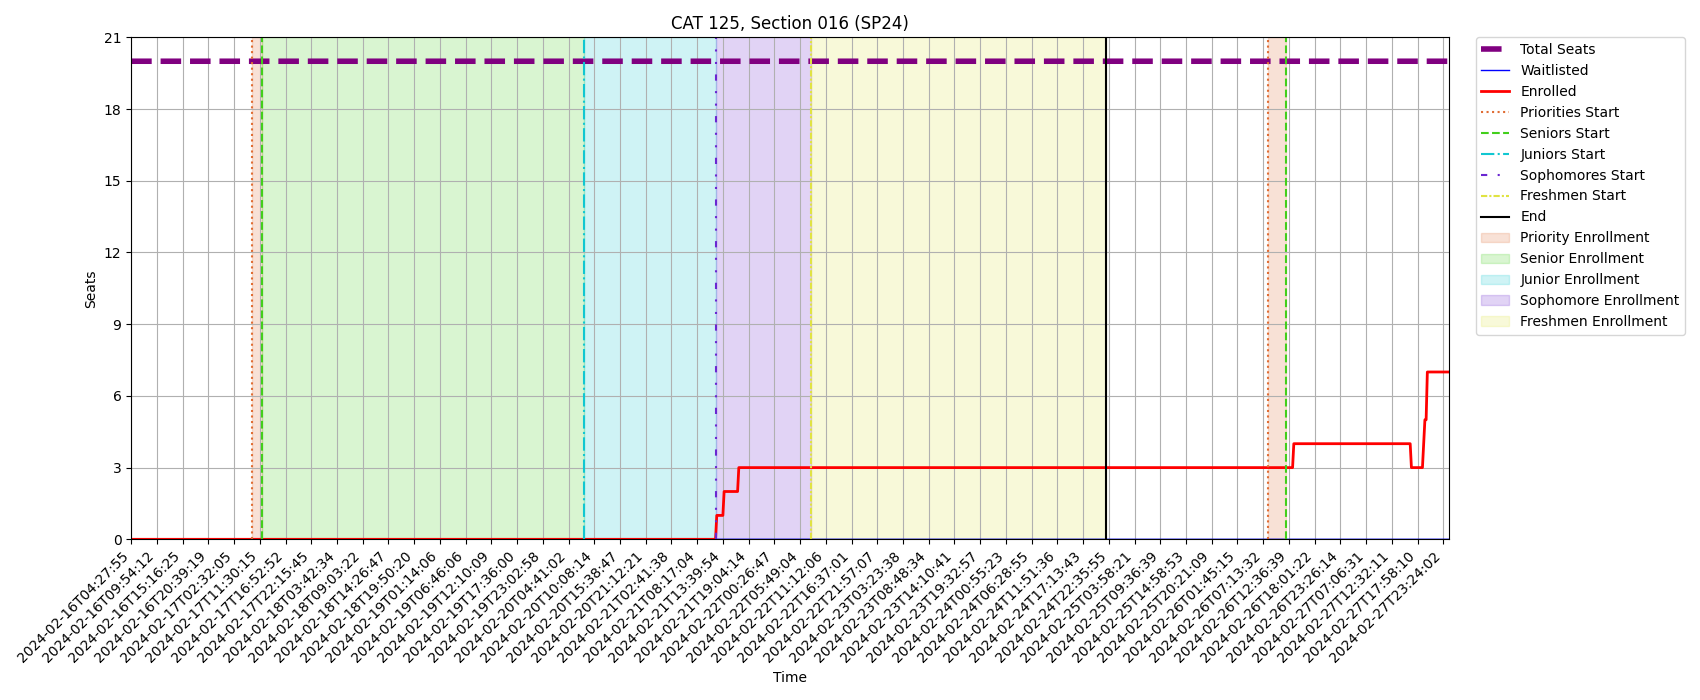 CAT 125, Section 016 (SP24)
21
18
15
12
9
6
3
0
Seats
2024-02-16T04:27:55
2024-02-16T09:54:12
2024-02-16T15:16:25
2024-02-16T20:39:19
2024-02-17T02:32:05
2024-02-17T11:30:15
2024-02-17T16:52:52
2024-02-17T22:15:45
2024-02-18T03:42:34
2024-02-18T09:03:22
2024-02-18T14:26:47
2024-02-18T19:50:20
2024-02-19T01:14:06
2024-02-19T06:46:06
2024-02-19T12:10:09
2024-02-19T17:36:00
2024-02-19T23:02:58
2024-02-20T04:41:02
2024-02-20T10:08:14
2024-02-20T15:38:47
2024-02-20T21:12:21
2024-02-21T02:41:38
2024-02-21T08:17:04
2024-02-21T13:39:54
2024-02-21T19:04:14
2024-02-22T00:26:47
2024-02-22T05:49:04
2024-02-22T11:12:06
2024-02-22T16:37:01
2024-02-22T21:57:07
2024-02-23T03:23:38
2024-02-23T08:48:34
2024-02-23T14:10:41
2024-02-23T19:32:57
2024-02-24T00:55:23
2024-02-24T06:28:55
2024-02-24T11:51:36
2024-02-24T17:13:43
2024-02-24T22:35:55
2024-02-25T03:58:21
2024-02-25T09:36:39
2024-02-25T14:58:53
2024-02-25T20:21:09
2024-02-26T01:45:15
2024-02-26T07:13:32
2024-02-26T12:36:39
2024-02-26T18:01:22
2024-02-26T23:26:14
2024-02-27T07:06:31
2024-02-27T12:32:11
2024-02-27T17:58:10
2024-02-27T23:24:02
Time
Total Seats
Waitlisted
Enrolled
Priorities Start
Seniors Start
Juniors Start
Sophomores Start
Freshmen Start
End
Priority Enrollment
Senior Enrollment
Junior Enrollment
Sophomore Enrollment
Freshmen Enrollment